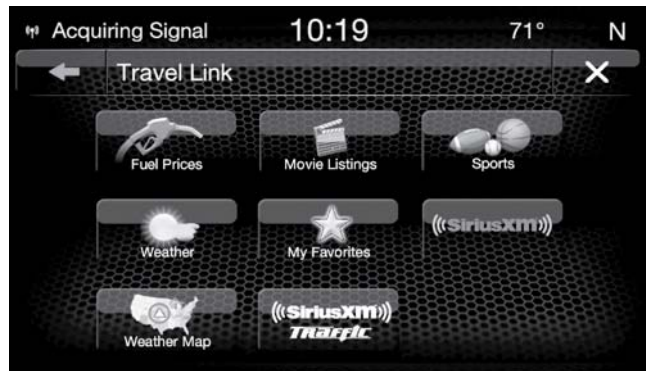 Acquiring Signal 10:19 71° N
Travel Link
Fuel Prices Movie Listings Sports
Weather My Favorites ((SiriusXM))
Weather Map ((SiriusXM))
Traffic